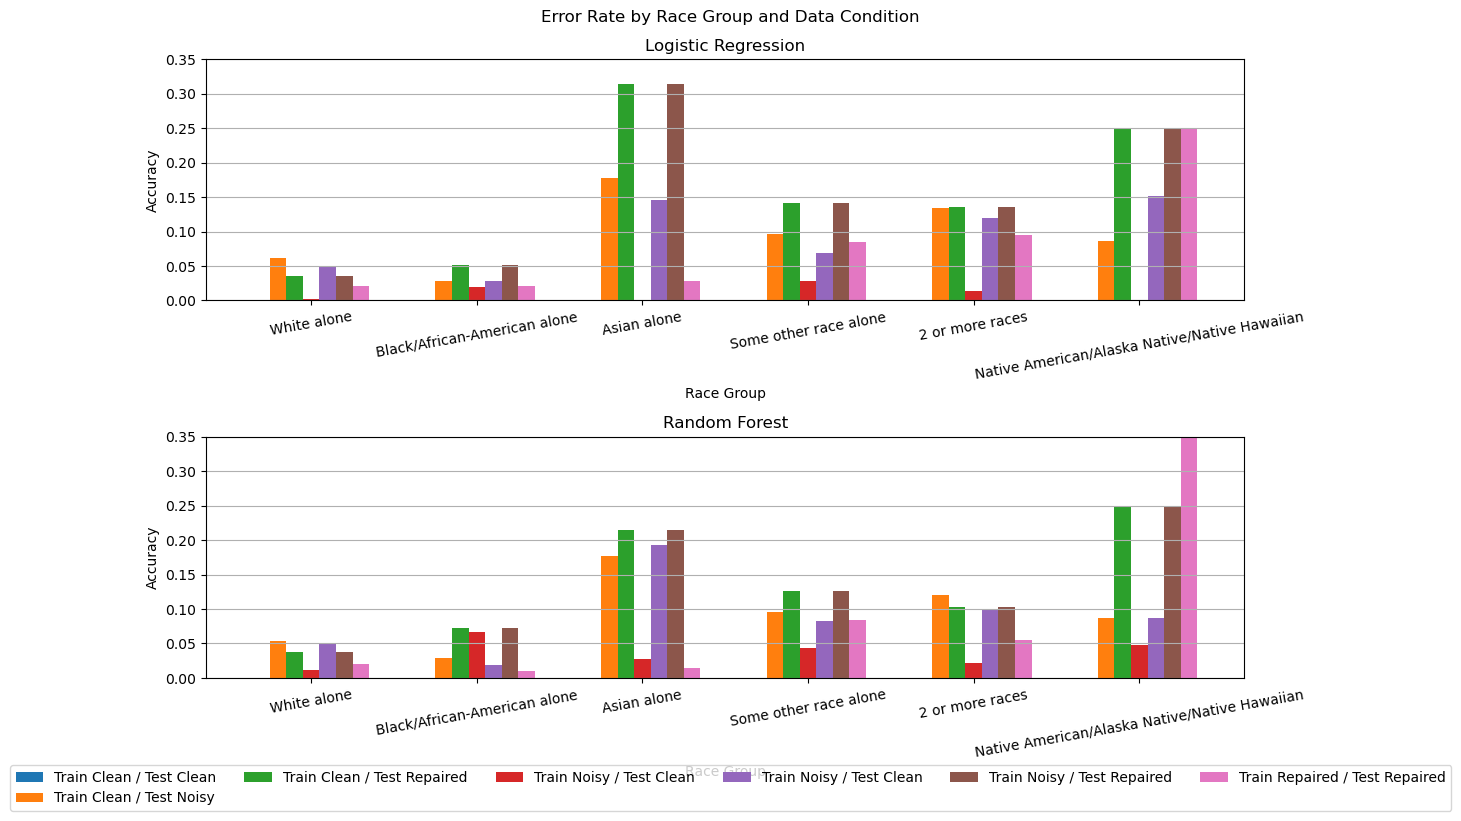 Error Rate by Race Group and Data Condition
Logistic Regression
0.35
0.30
0.25
0.20
0.15
0.10
0.05
0.00
Accuracy
White alone
Black/African-American alone
Asian alone
Some other race alone
2 or more races
Native American/Alaska Native/Native Hawaiian
Race Group
Random Forest
0.35
0.30
0.25
0.20
0.15
0.10
0.05
0.00
Accuracy
White alone
Black/African-American alone
Asian alone
Some other race alone
2 or more races
Native American/Alaska Native/Native Hawaiian
Race Group
Train Clean / Test Clean
Train Clean / Test Noisy
Train Clean / Test Repaired
Train Noisy / Test Clean
Train Noisy / Test Clean
Train Noisy / Test Repaired
Train Repaired / Test Repaired